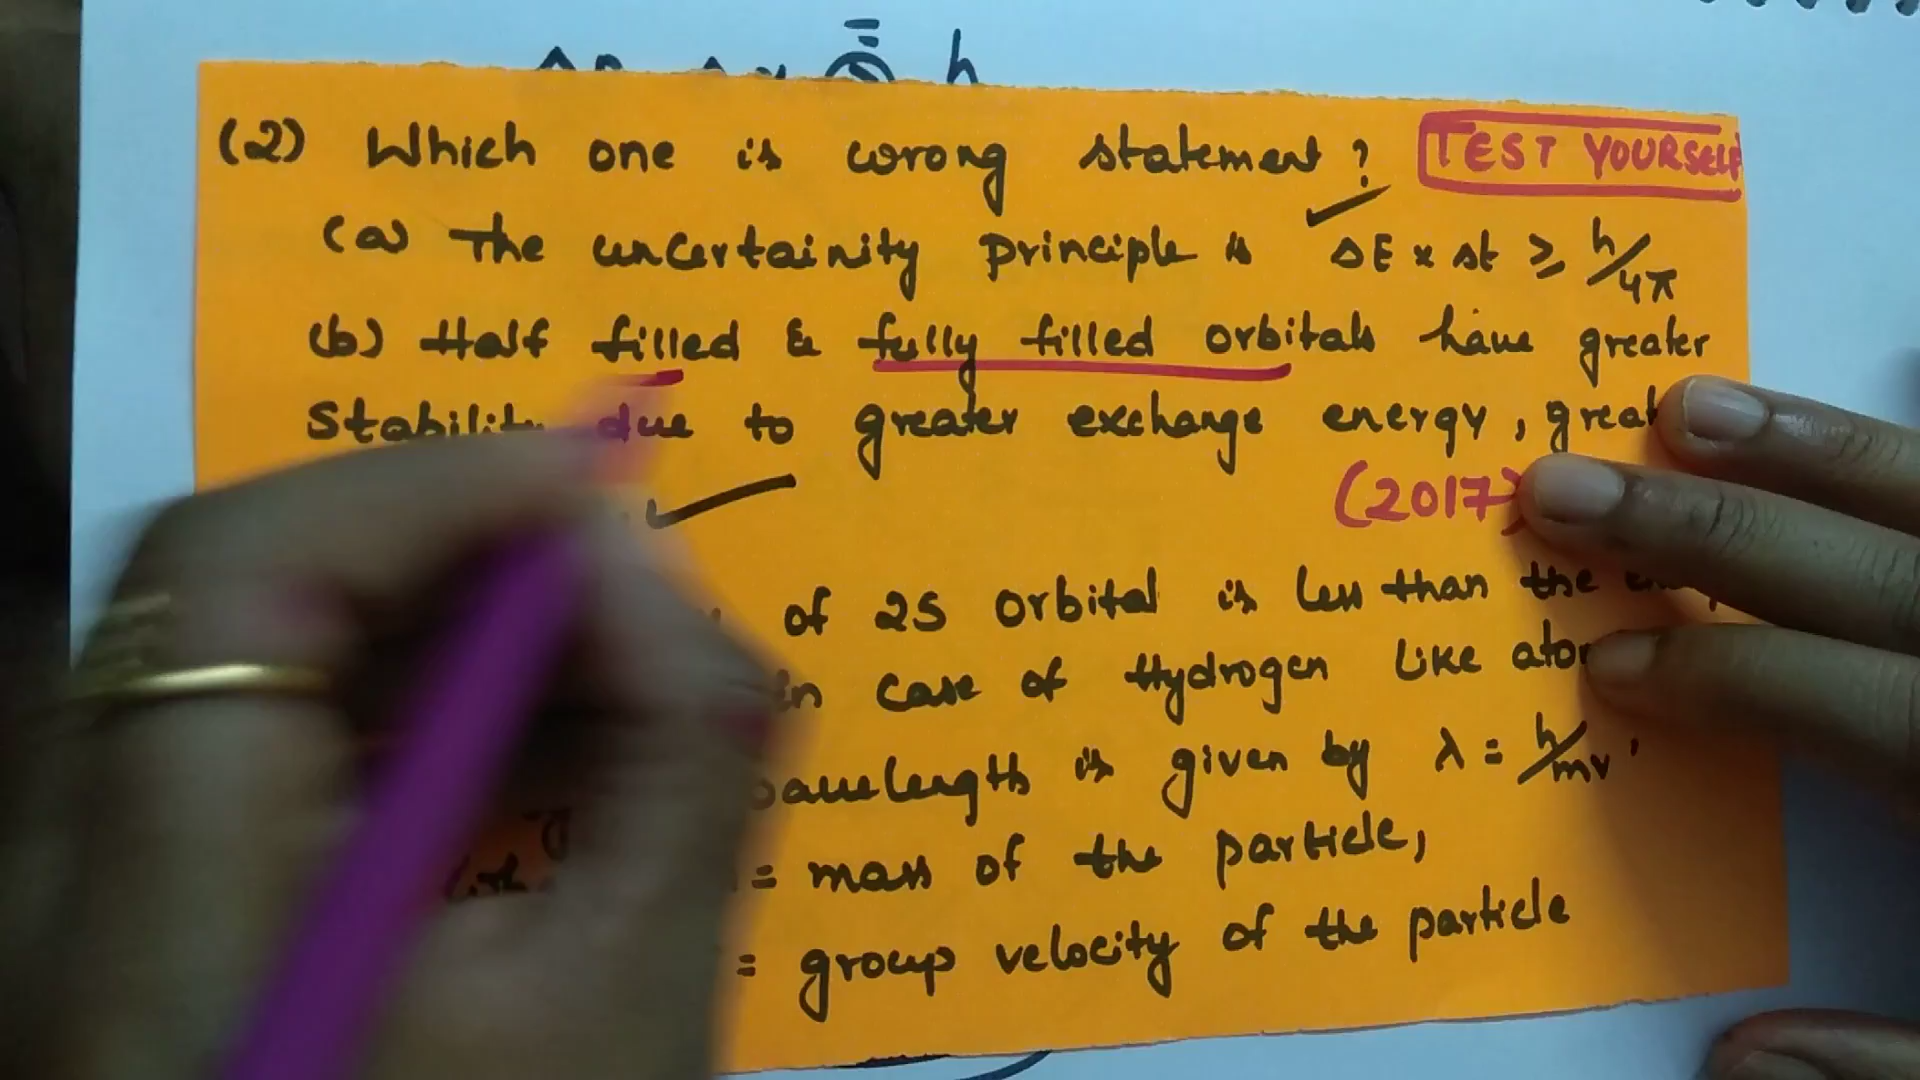 (2) Which one is wrong statement? TEST YOURSELF
(a) The uncertainity principle is ΔE x Δt ≥ h/4π
(b) Half filled & fully filled orbitals have greater
Stability due to greater exchange energy, great
(2017)
of 2S orbital is less than the
in case of Hydrogen like
wavelength is given by λ = h/mv,
= mass of the particle,
= group velocity of the particle